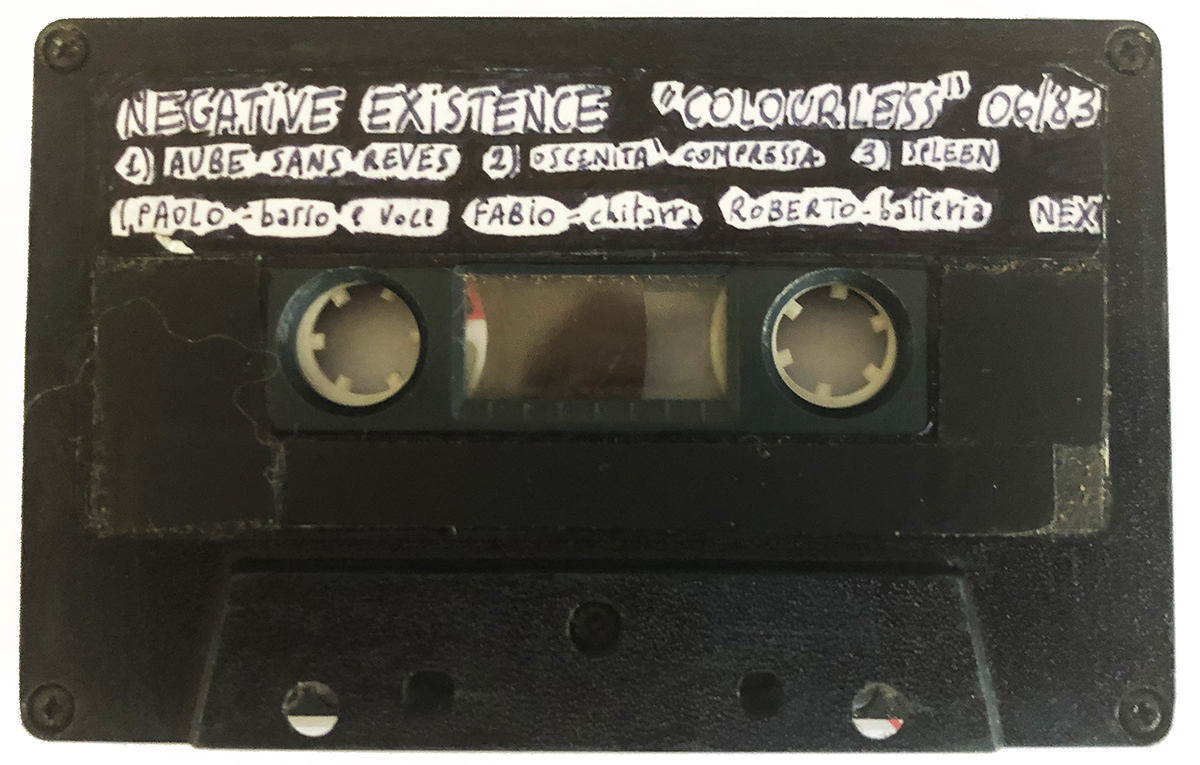 NEGATIVE EXISTENCE "COLOURLESS" 06/83
1) AUBE SANS REVES 2) OSCENITA' COMPRESSA 3) SPLEEN
( PAOLO - basso e voce FABIO - chitarra ROBERTO - batteria NEX